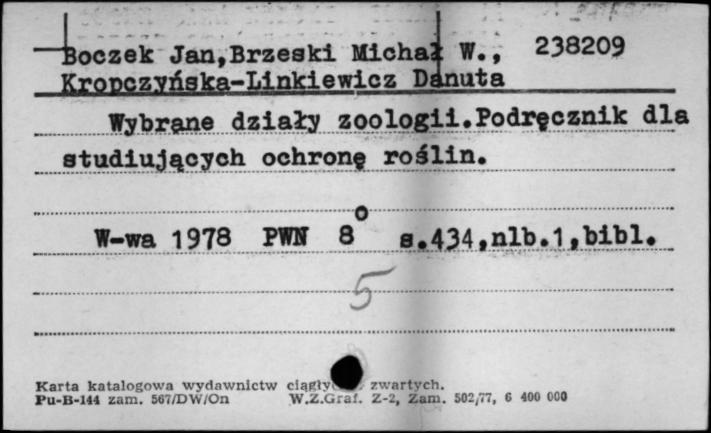 Boczek Jan,Brzeski Michał W., 238209
Kropczyńska-Linkiewicz Danuta
Wybrane działy zoologii.Podręcznik dla
studiujących ochronę roślin.
W-wa 1978 PWN 8⁰ s.434,nlb.1,bibl.
5
Karta katalogowa wydawnictw zwartych.
Pu-B-144 zam. 567/DW/On W.Z.Graf. Z-2, Zam. 502/77, 6 400 000